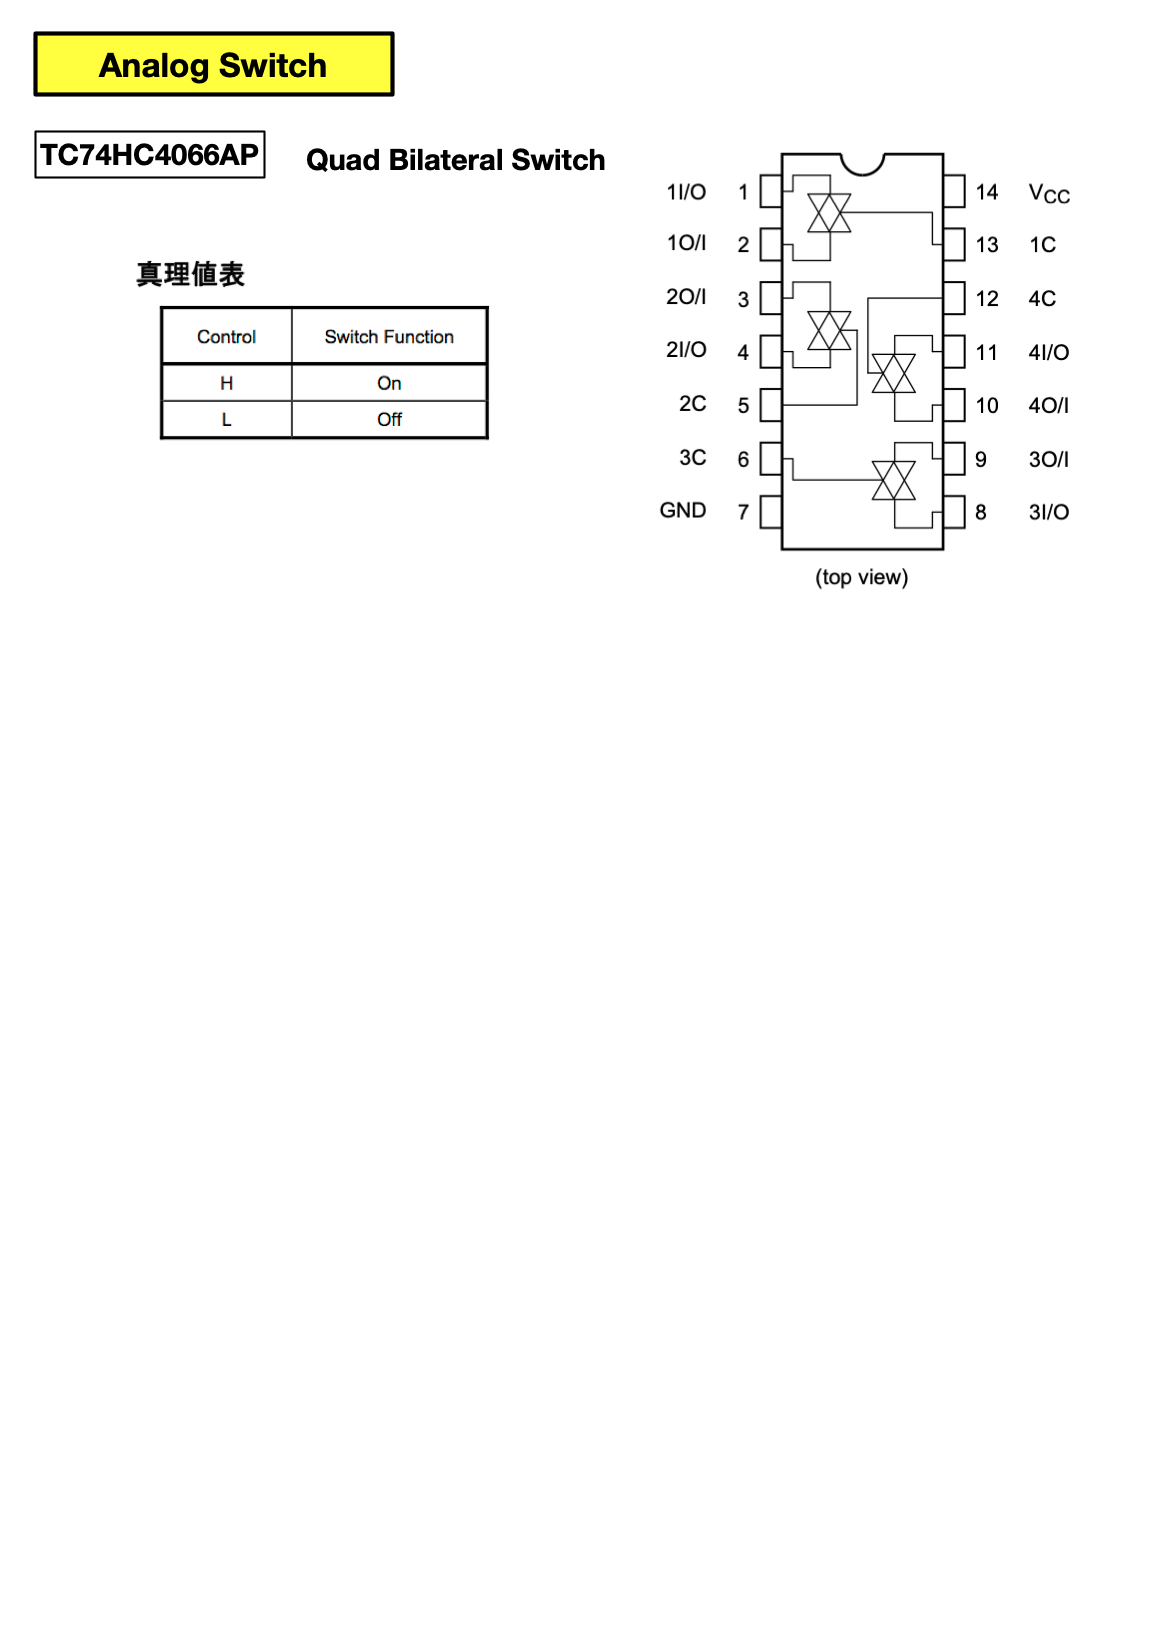 Analog Switch
TC74HC4066AP
Quad Bilateral Switch
真理値表
Control Switch Function
H On
L Off
1I/O 1 14 VCC
1O/I 2 13 1C
2O/I 3 12 4C
2I/O 4 11 4I/O
2C 5 10 4O/I
3C 6 9 3O/I
GND 7 8 3I/O
(top view)